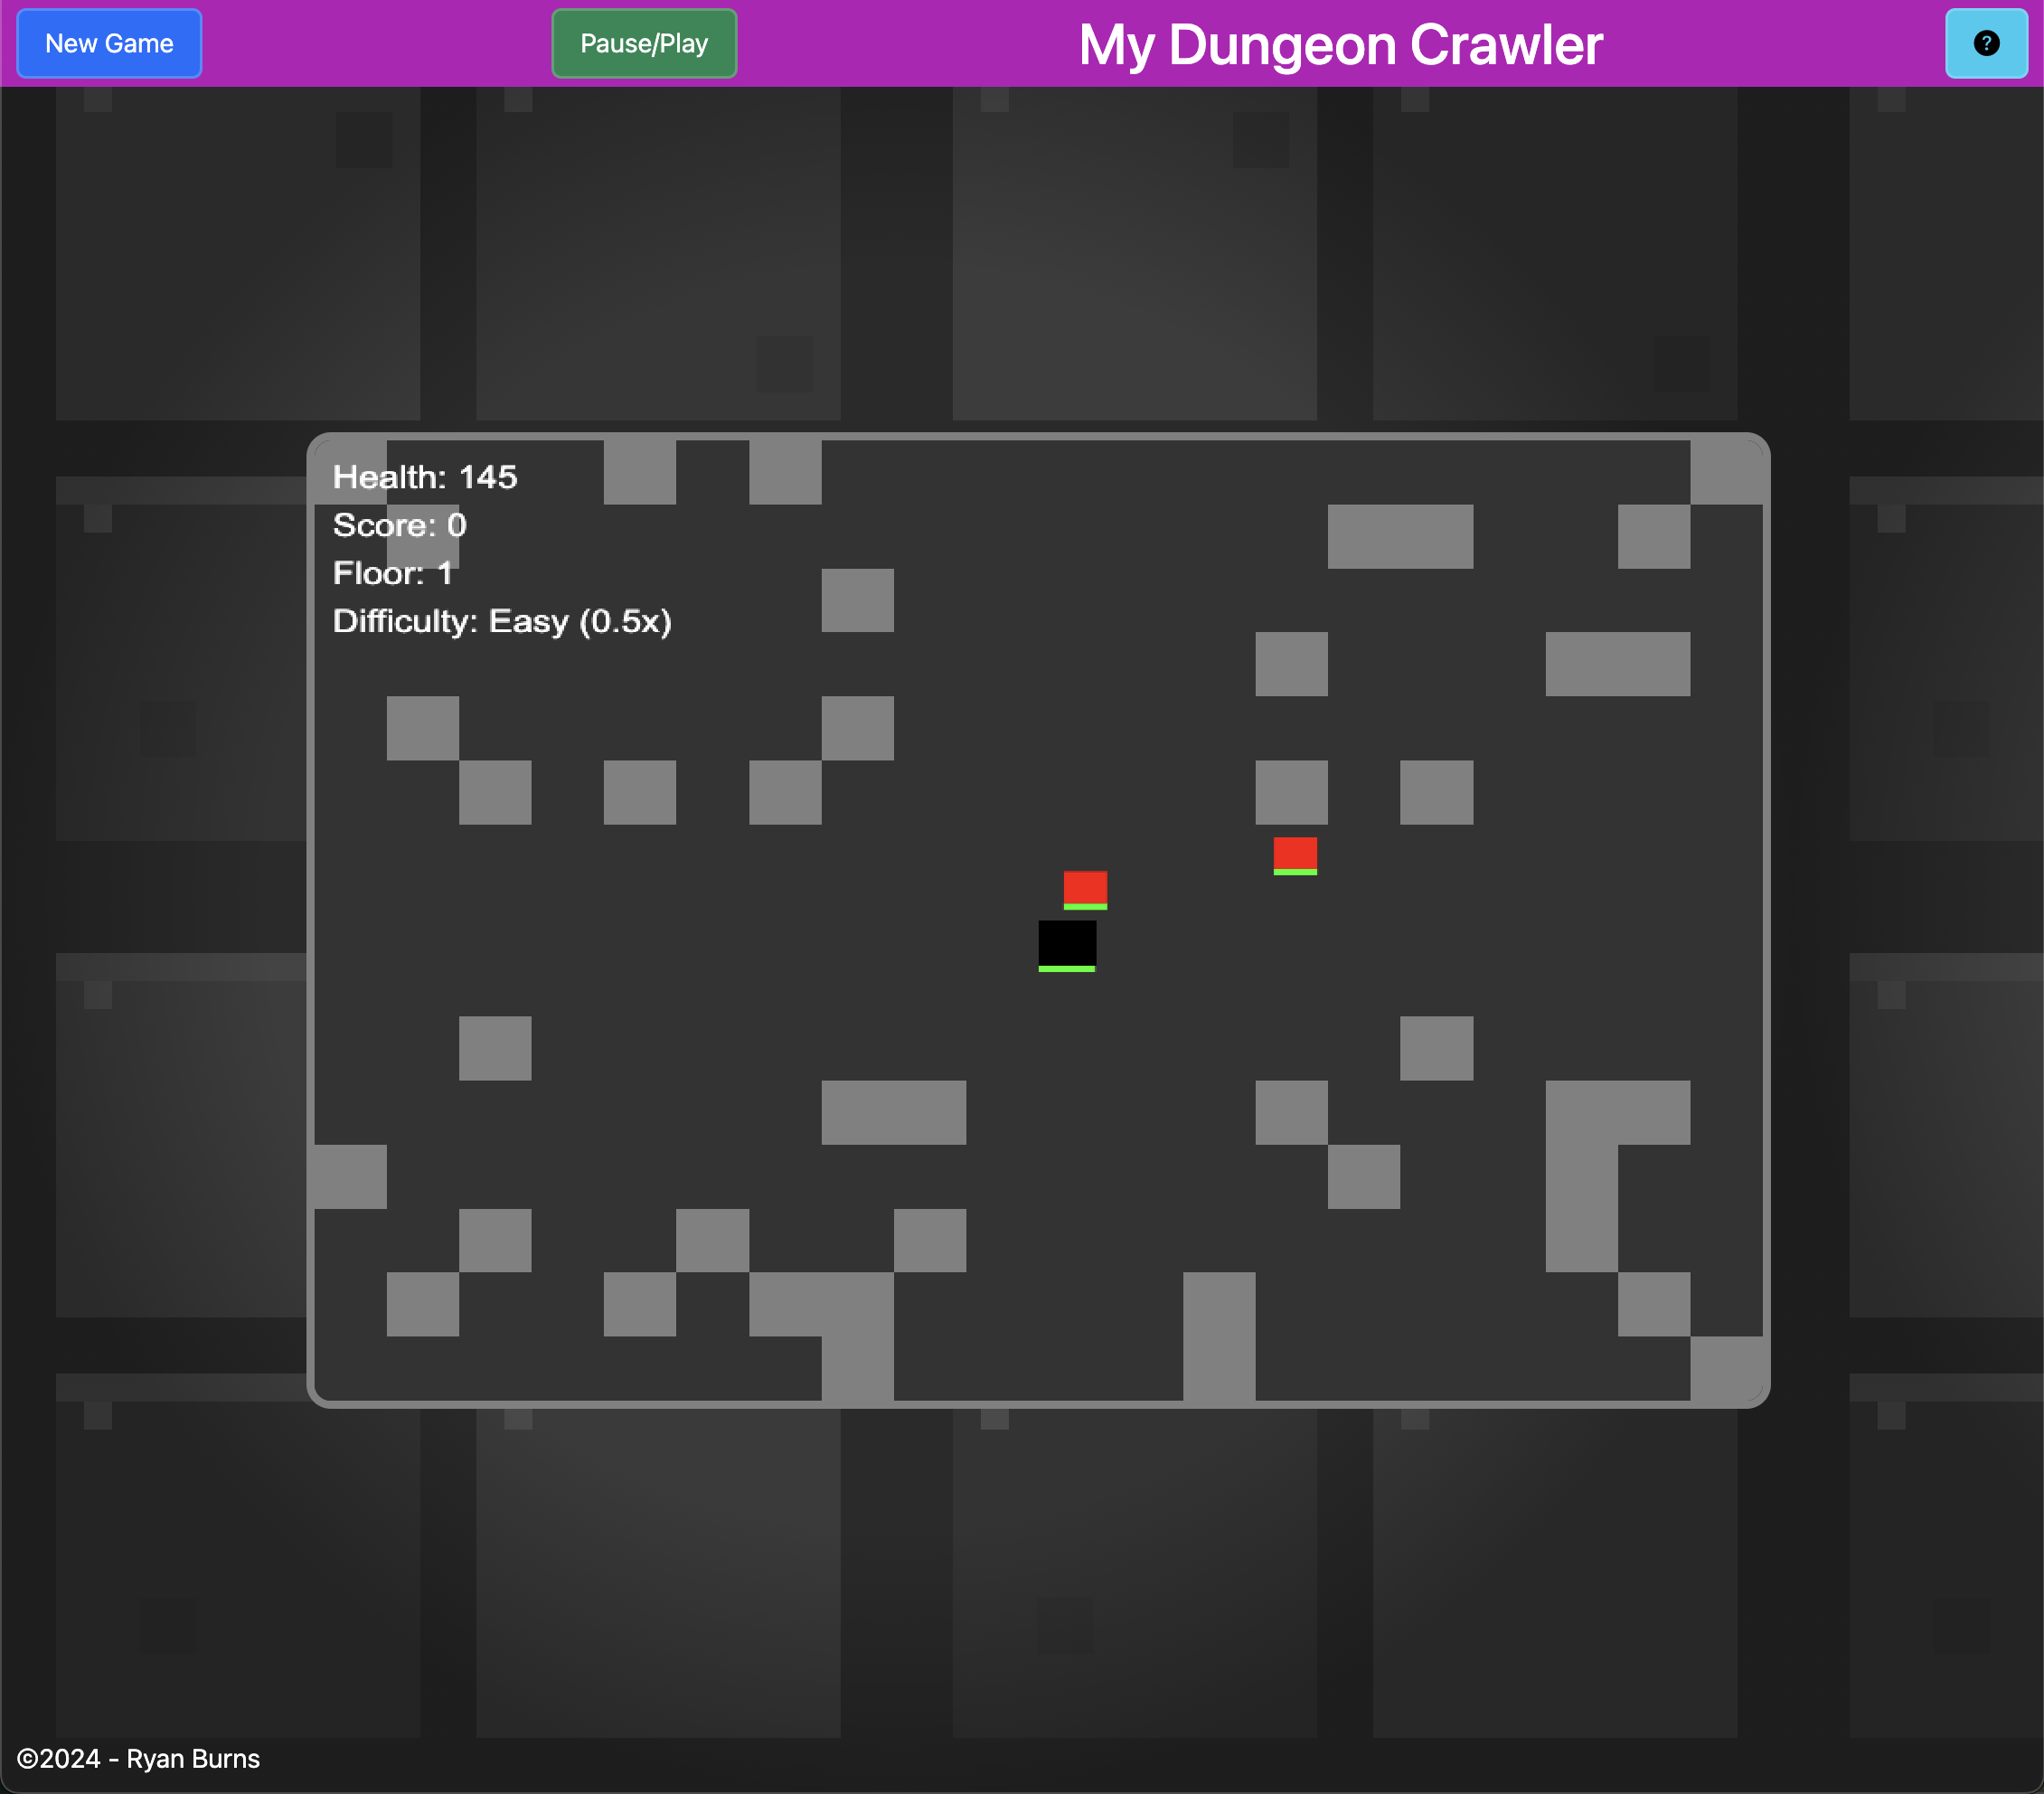 New Game
Pause/Play
My Dungeon Crawler
?
Health: 145
Score: 0
Floor: 1
Difficulty: Easy (0.5x)
©2024 - Ryan Burns